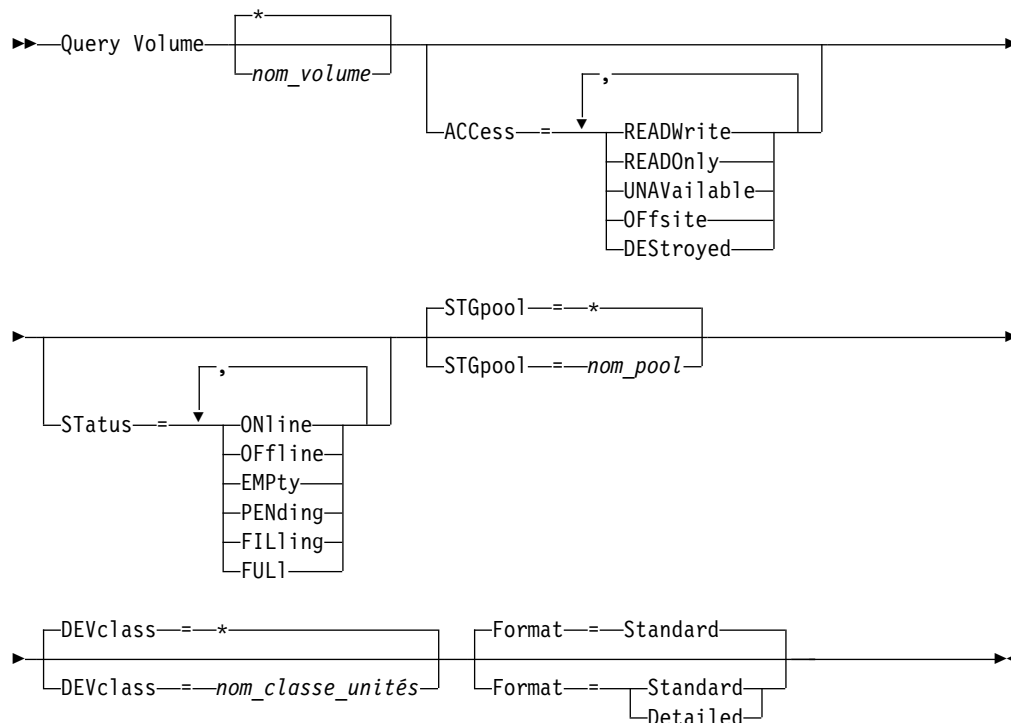 *
Query Volume
nom_volume
,
ACCess = READWrite
READOnly
UNAVailable
OFfsite
DEStroyed
STGpool = *
STGpool = nom_pool
,
STatus = ONline
OFfline
EMPty
PENding
FILling
FULl
DEVclass = *
DEVclass = nom_classe_unités
Format = Standard
Format = Standard
Detailed